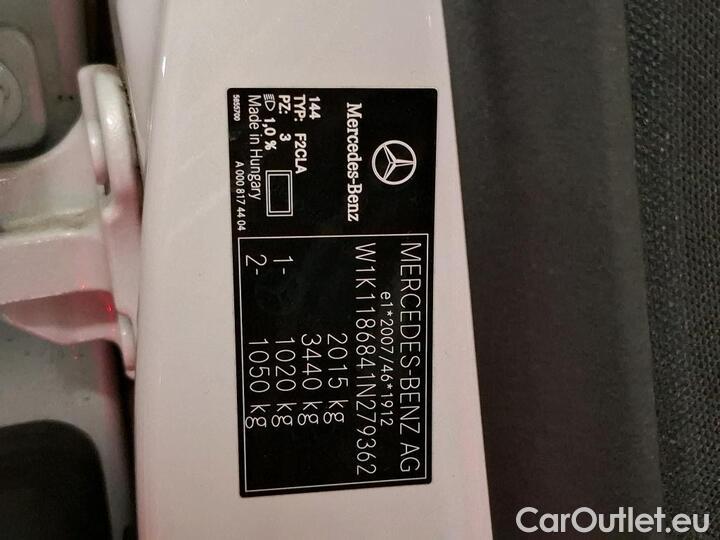 Mercedes-Benz
144
TYP: F2CLA
PZ: 3
1,0 %
Made in Hungary
A 000 817 44 04
5855700
MERCEDES-BENZ AG
e1*2007/46*1912
W1K1186841N279362
2015 kg
3440 kg
1- 1020 kg
2- 1050 kg
CarOutlet.eu